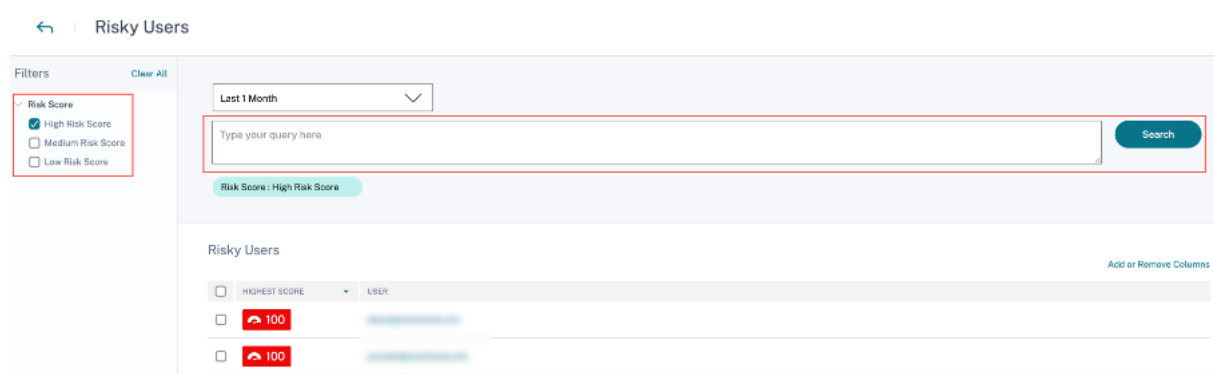 Risky Users
Filters
Clear All
Risk Score
High Risk Score
Medium Risk Score
Low Risk Score
Last 1 Month
Type your query here
Search
Risk Score : High Risk Score
Risky Users
Add or Remove Columns
HIGHEST SCORE
USER
100
100